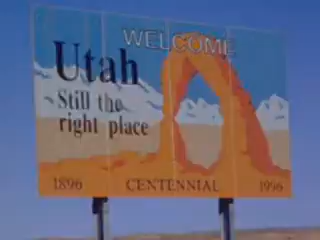 WELCOME
Utah
Still the
right place
1896 CENTENNIAL 1996